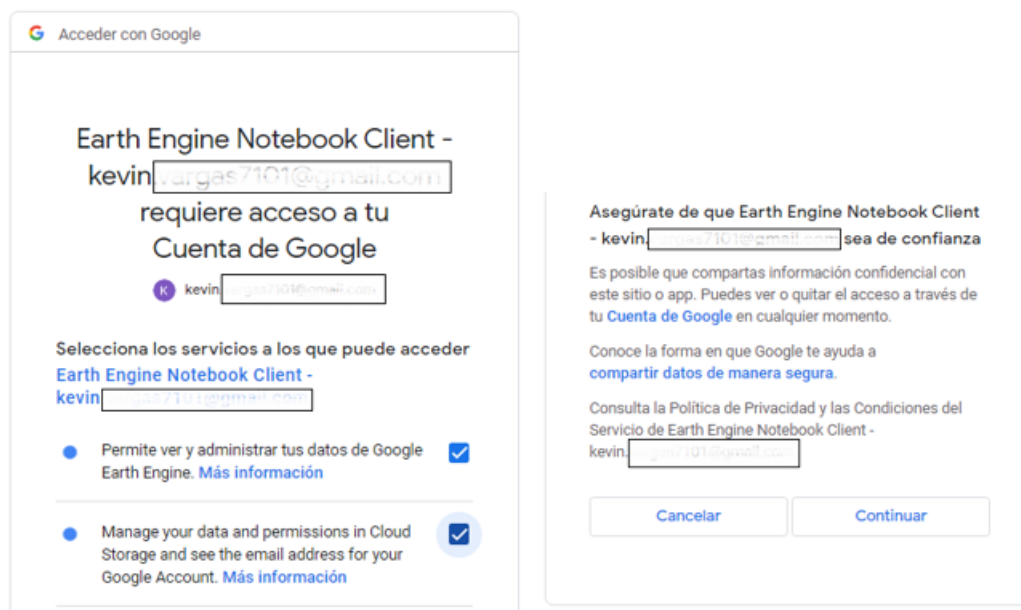 Acceder con Google
Earth Engine Notebook Client -
kevin
requiere acceso a tu
Cuenta de Google
K kevin
Selecciona los servicios a los que puede acceder
Earth Engine Notebook Client -
kevin
Permite ver y administrar tus datos de Google
Earth Engine. Más información
Manage your data and permissions in Cloud
Storage and see the email address for your
Google Account. Más información
Asegúrate de que Earth Engine Notebook Client
- kevin. sea de confianza
Es posible que compartas información confidencial con
este sitio o app. Puedes ver o quitar el acceso a través de
tu Cuenta de Google en cualquier momento.
Conoce la forma en que Google te ayuda a
compartir datos de manera segura.
Consulta la Política de Privacidad y las Condiciones del
Servicio de Earth Engine Notebook Client -
kevin.
Cancelar Continuar